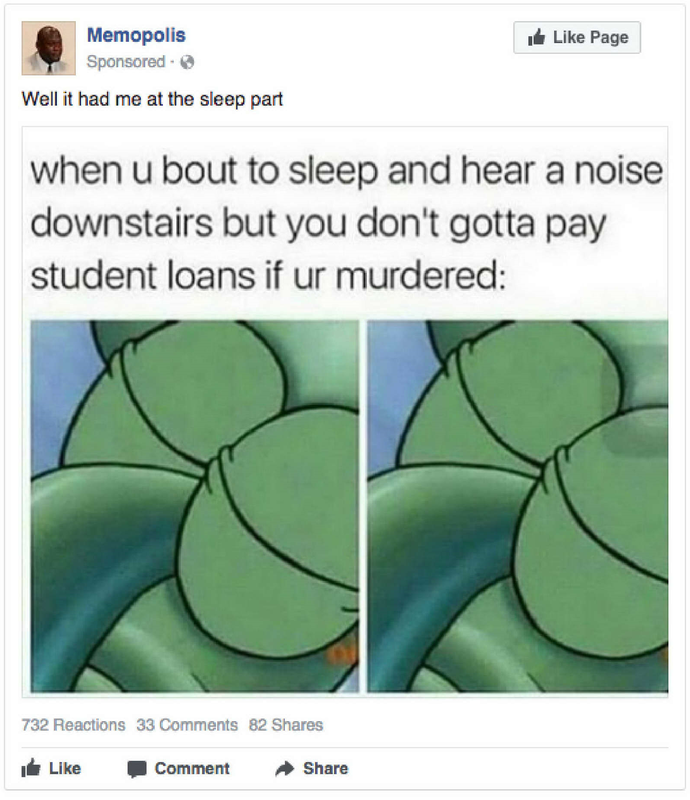 Memopolis
Like Page
Sponsored ·
Well it had me at the sleep part
when u bout to sleep and hear a noise
downstairs but you don't gotta pay
student loans if ur murdered:
732 Reactions 33 Comments 82 Shares
Like Comment Share